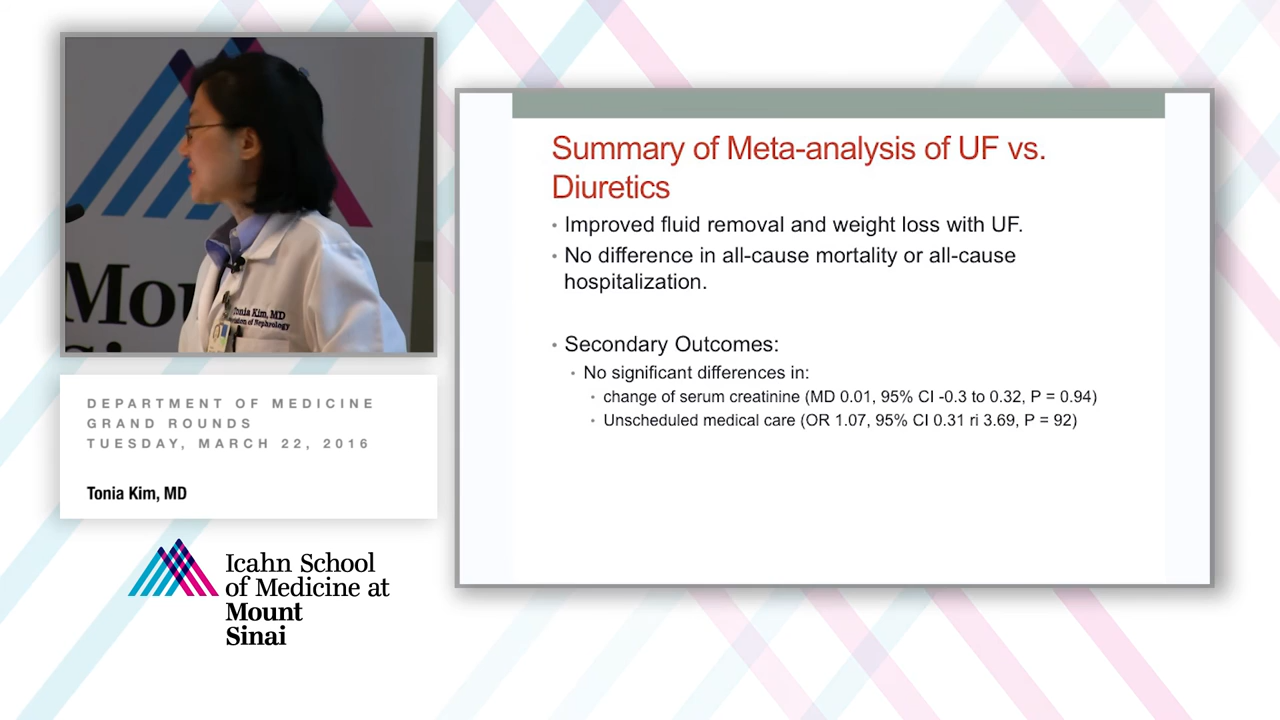 Mou
Tonia Kim, MD
DEPARTMENT OF MEDICINE
GRAND ROUNDS
TUESDAY, MARCH 22, 2016
Tonia Kim, MD
Icahn School
of Medicine at
Mount
Sinai
Summary of Meta-analysis of UF vs.
Diuretics
• Improved fluid removal and weight loss with UF.
• No difference in all-cause mortality or all-cause
hospitalization.
• Secondary Outcomes:
• No significant differences in:
• change of serum creatinine (MD 0.01, 95% CI -0.3 to 0.32, P = 0.94)
• Unscheduled medical care (OR 1.07, 95% CI 0.31 ri 3.69, P = 92)